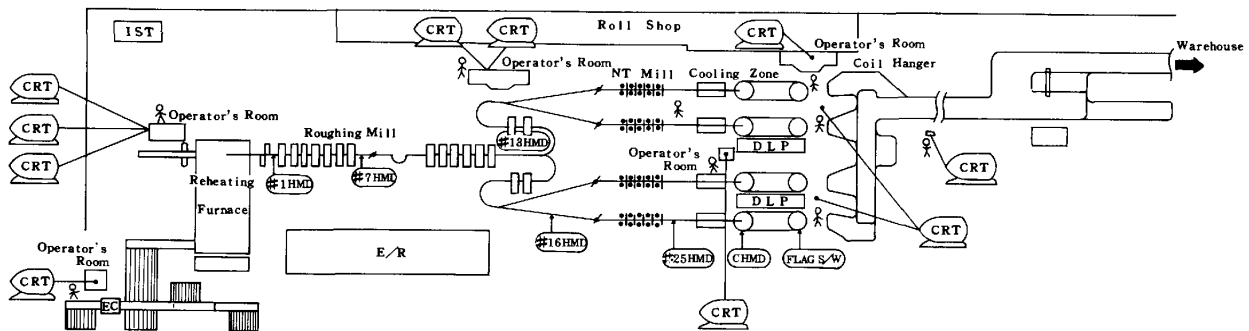 IST
CRT
CRT
Roll Shop
CRT
Operator's Room
Warehouse
Operator's Room
NT Mill
Cooling Zone
Coil Hanger
CRT
CRT
CRT
Operator's Room
Roughing Mill
#13HMD
DLP
Operator's
Room
#1HMD
#7HMD
Reheating
Furnace
DLP
CRT
CRT
#16HMD
E/R
#25HMD
CHMD
FLAG S/W
Operator's
Room
CRT
EC
CRT